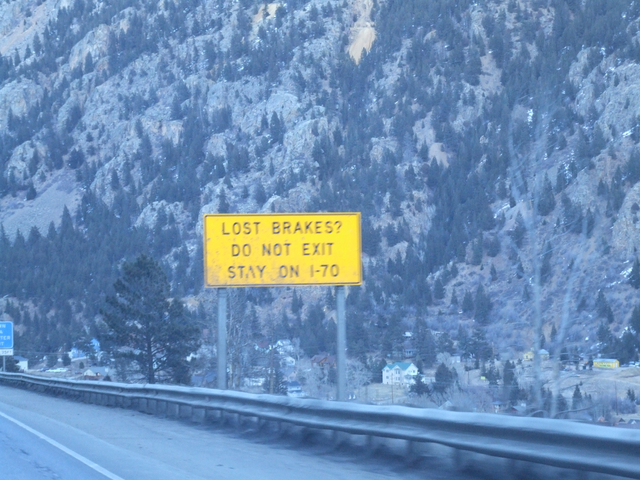 LOST BRAKES?
DO NOT EXIT
STAY ON I-70